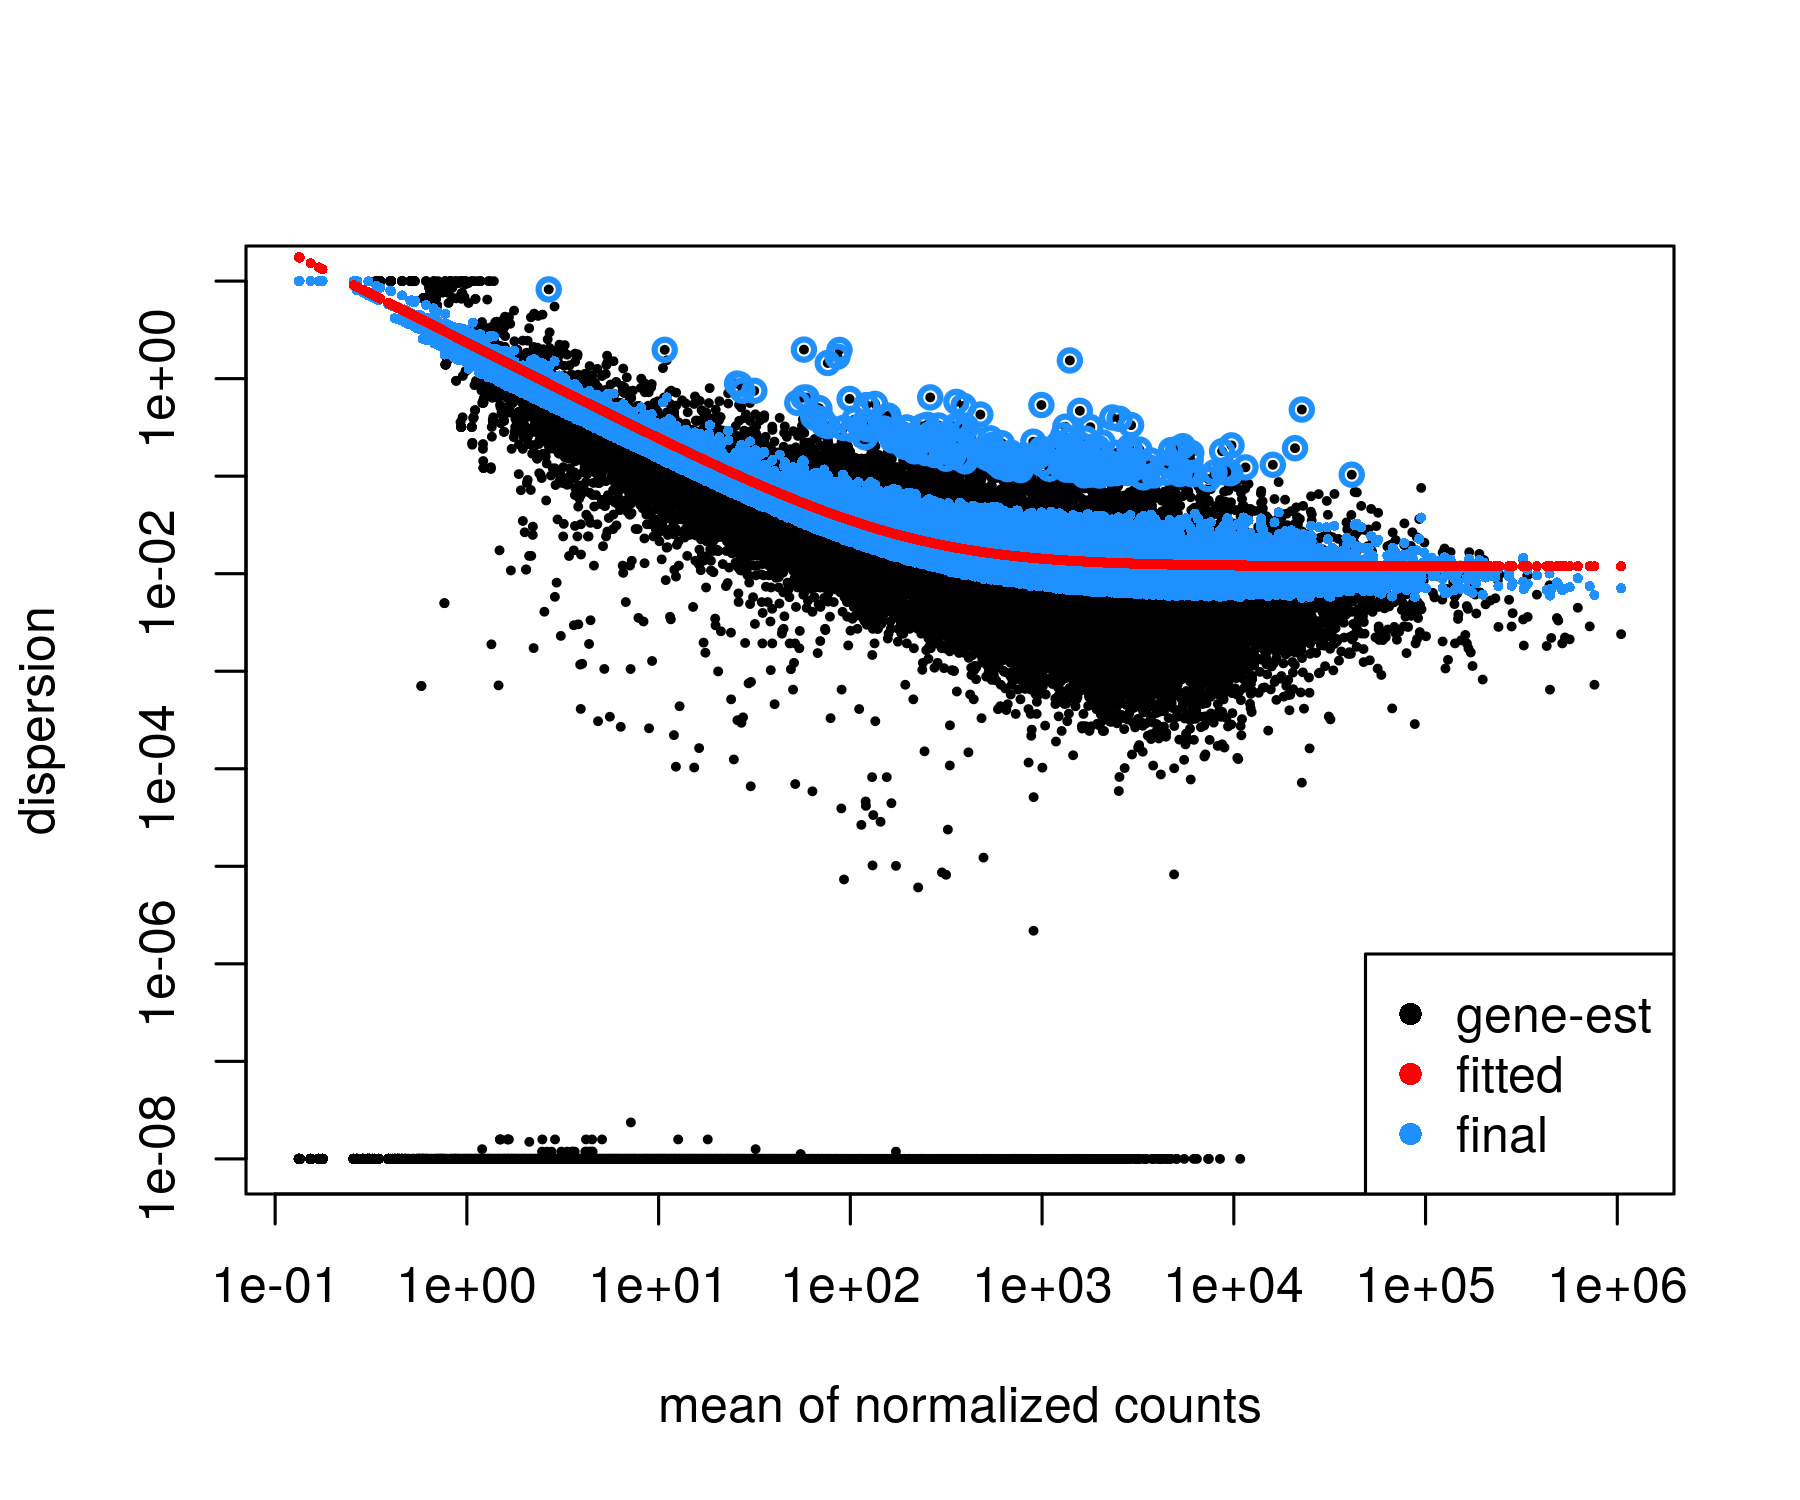 dispersion
1e+00
1e-02
1e-04
1e-06
1e-08
1e-01 1e+00 1e+01 1e+02 1e+03 1e+04 1e+05 1e+06
mean of normalized counts
gene-est
fitted
final